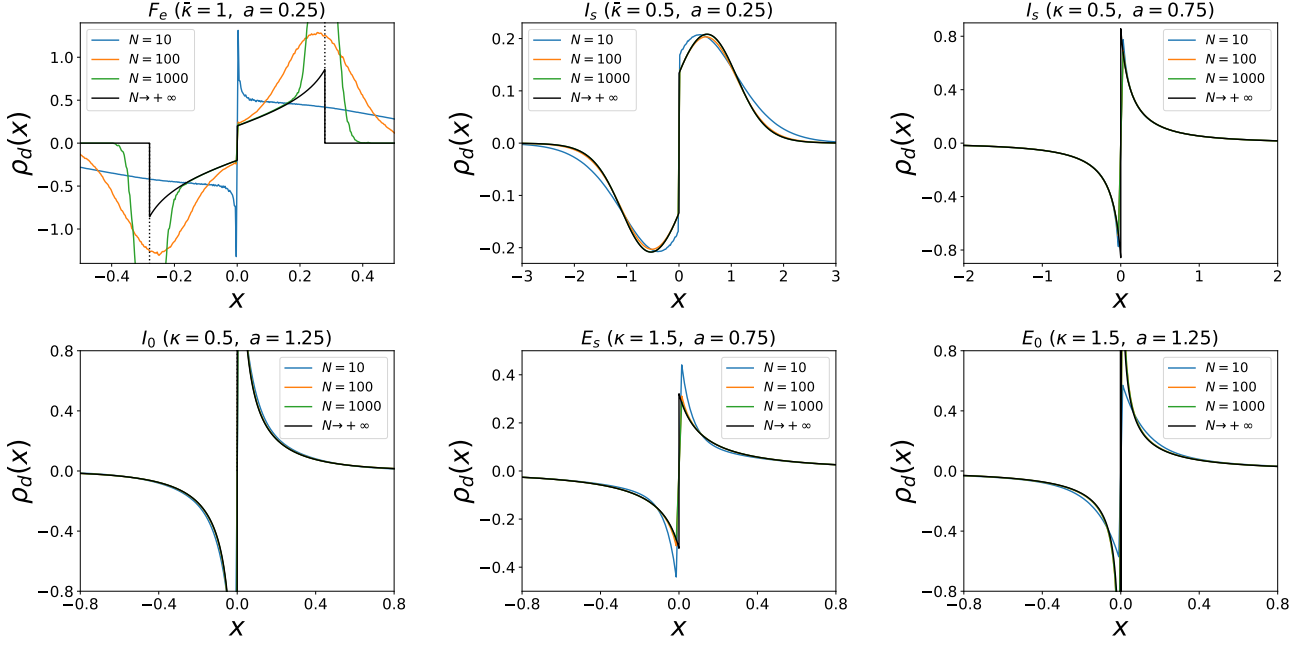 F_e (κ̄ = 1, a = 0.25)
ρ_d(x)
1.0
0.5
0.0
−0.5
−1.0
N = 10
N = 100
N = 1000
N → + ∞
−0.4 −0.2 0.0 0.2 0.4
x
I_s (κ̄ = 0.5, a = 0.25)
ρ_d(x)
0.2
0.1
0.0
−0.1
−0.2
N = 10
N = 100
N = 1000
N → + ∞
−3 −2 −1 0 1 2 3
x
I_s (κ = 0.5, a = 0.75)
ρ_d(x)
0.8
0.4
0.0
−0.4
−0.8
N = 10
N = 100
N = 1000
N → + ∞
−2 −1 0 1 2
x
I_0 (κ = 0.5, a = 1.25)
ρ_d(x)
0.8
0.4
0.0
−0.4
−0.8
N = 10
N = 100
N = 1000
N → + ∞
−0.8 −0.4 0.0 0.4 0.8
x
E_s (κ = 1.5, a = 0.75)
ρ_d(x)
0.4
0.2
0.0
−0.2
−0.4
N = 10
N = 100
N = 1000
N → + ∞
−0.8 −0.4 0.0 0.4 0.8
x
E_0 (κ = 1.5, a = 1.25)
ρ_d(x)
0.8
0.4
0.0
−0.4
−0.8
N = 10
N = 100
N = 1000
N → + ∞
−0.8 −0.4 0.0 0.4 0.8
x